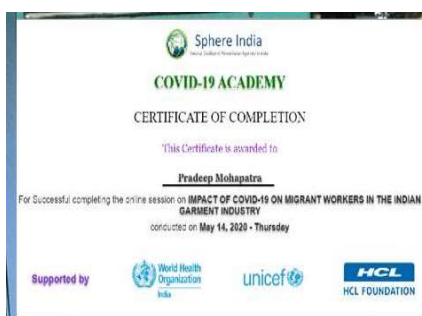 Sphere India
COVID-19 ACADEMY
CERTIFICATE OF COMPLETION
This Certificate is awarded to
Pradeep Mohapatra
For Successful completing the online session on IMPACT OF COVID-19 ON MIGRANT WORKERS IN THE INDIAN
GARMENT INDUSTRY
conducted on May 14, 2020 - Thursday
Supported by
World Health
Organization
India
unicef
HCL
HCL FOUNDATION